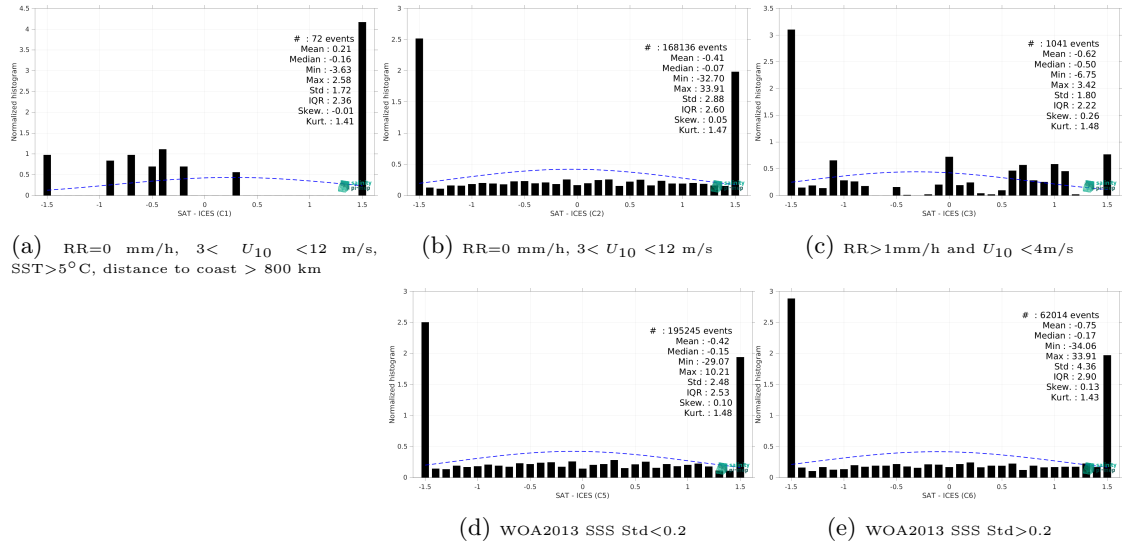 4.5
4
3.5
3
2.5
2
1.5
1
0.5
0
Normalized histogram
# : 72 events
Mean : 0.21
Median : -0.16
Min : -3.63
Max : 2.58
Std : 1.72
IQR : 2.36
Skew. : -0.01
Kurt. : 1.41
-1.5 -1 -0.5 0 0.5 1 1.5
SAT - ICES (C1)
(a) RR=0 mm/h, 3< U10 <12 m/s,
SST>5°C, distance to coast > 800 km
3
2.5
2
1.5
1
0.5
0
Normalized histogram
# : 168136 events
Mean : -0.41
Median : -0.07
Min : -32.70
Max : 33.91
Std : 2.88
IQR : 2.60
Skew. : 0.05
Kurt. : 1.47
-1.5 -1 -0.5 0 0.5 1 1.5
SAT - ICES (C2)
(b) RR=0 mm/h, 3< U10 <12 m/s
3.5
3
2.5
2
1.5
1
0.5
0
Normalized histogram
# : 1041 events
Mean : -0.62
Median : -0.50
Min : -6.75
Max : 3.42
Std : 1.80
IQR : 2.22
Skew. : 0.26
Kurt. : 1.48
-1.5 -1 -0.5 0 0.5 1 1.5
SAT - ICES (C3)
(c) RR>1mm/h and U10 <4m/s
3
2.5
2
1.5
1
0.5
0
Normalized histogram
# : 195245 events
Mean : -0.42
Median : -0.15
Min : -29.07
Max : 10.21
Std : 2.48
IQR : 2.53
Skew. : 0.10
Kurt. : 1.48
-1.5 -1 -0.5 0 0.5 1 1.5
SAT - ICES (C5)
(d) WOA2013 SSS Std<0.2
3
2.5
2
1.5
1
0.5
0
Normalized histogram
# : 62014 events
Mean : -0.75
Median : -0.17
Min : -34.06
Max : 33.91
Std : 4.36
IQR : 2.90
Skew. : 0.13
Kurt. : 1.43
-1.5 -1 -0.5 0 0.5 1 1.5
SAT - ICES (C6)
(e) WOA2013 SSS Std>0.2